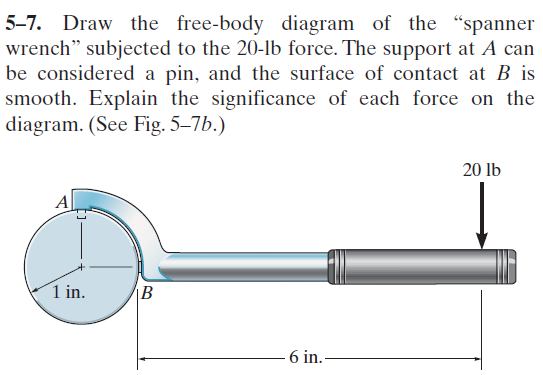 5–7. Draw the free-body diagram of the “spanner
wrench” subjected to the 20-lb force. The support at A can
be considered a pin, and the surface of contact at B is
smooth. Explain the significance of each force on the
diagram. (See Fig. 5–7b.)
20 lb
A
1 in.
B
6 in.